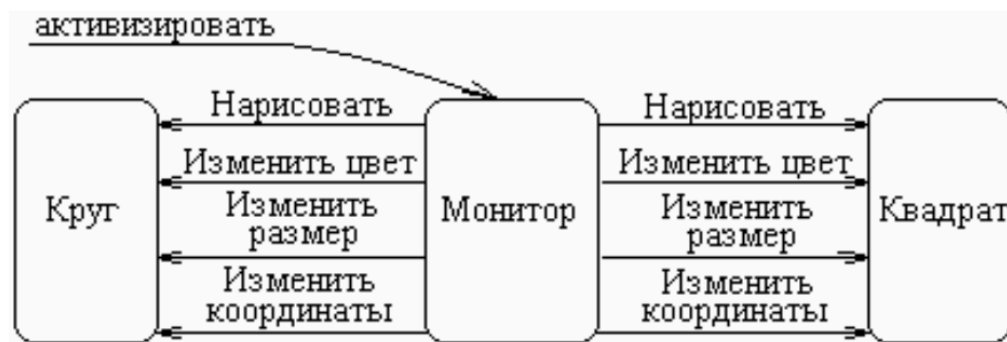 активизировать
Нарисовать
Нарисовать
Изменить цвет
Изменить цвет
Круг
Изменить
размер
Монитор
Изменить
размер
Квадрат
Изменить
координаты
Изменить
координаты